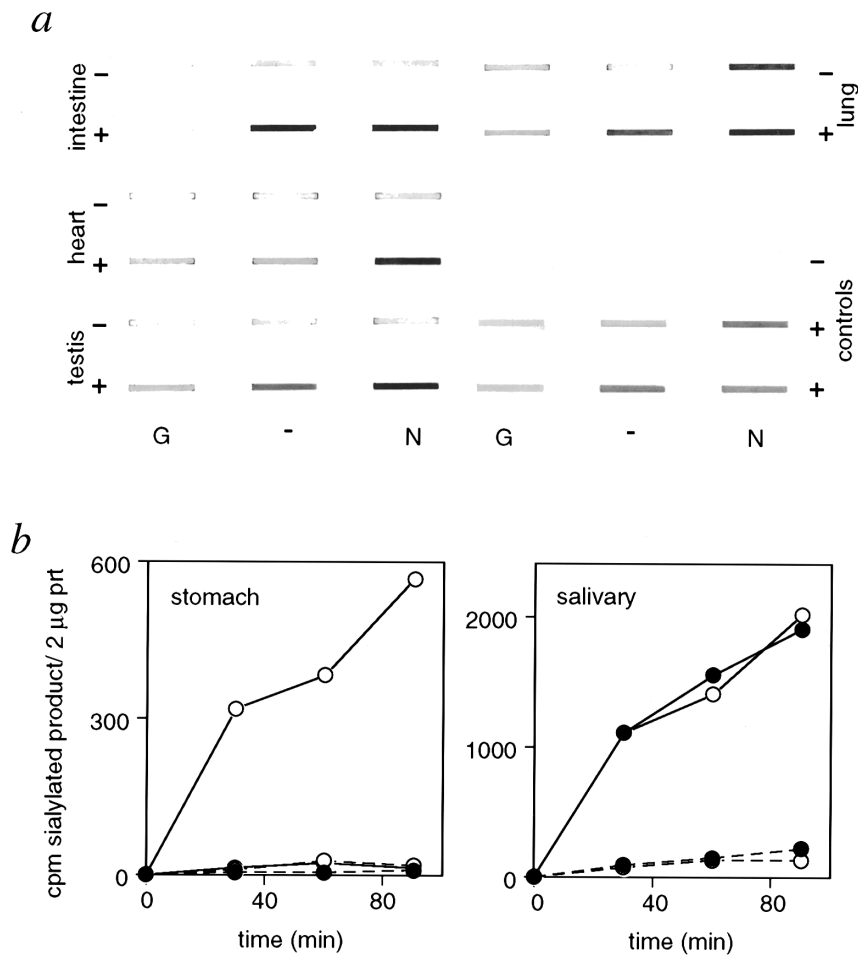 a
intestine
−
+
−
+
lung
heart
−
+
testis
−
+
−
+
+
controls
G - N G - N
b
cpm sialylated product/ 2 μg prt
600
300
0
stomach
0 40 80
time (min)
2000
1000
0
salivary
0 40 80
time (min)